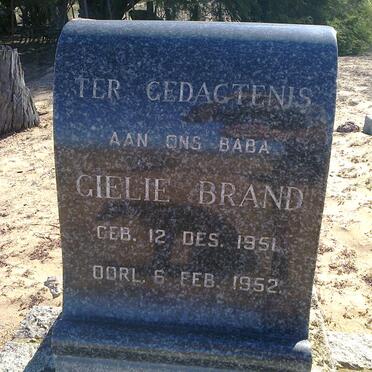 TER GEDAGTENIS
AAN ONS BABA
GIELIE BRAND
GEB. 12 DES. 1951.
OORL. 6 FEB. 1952.